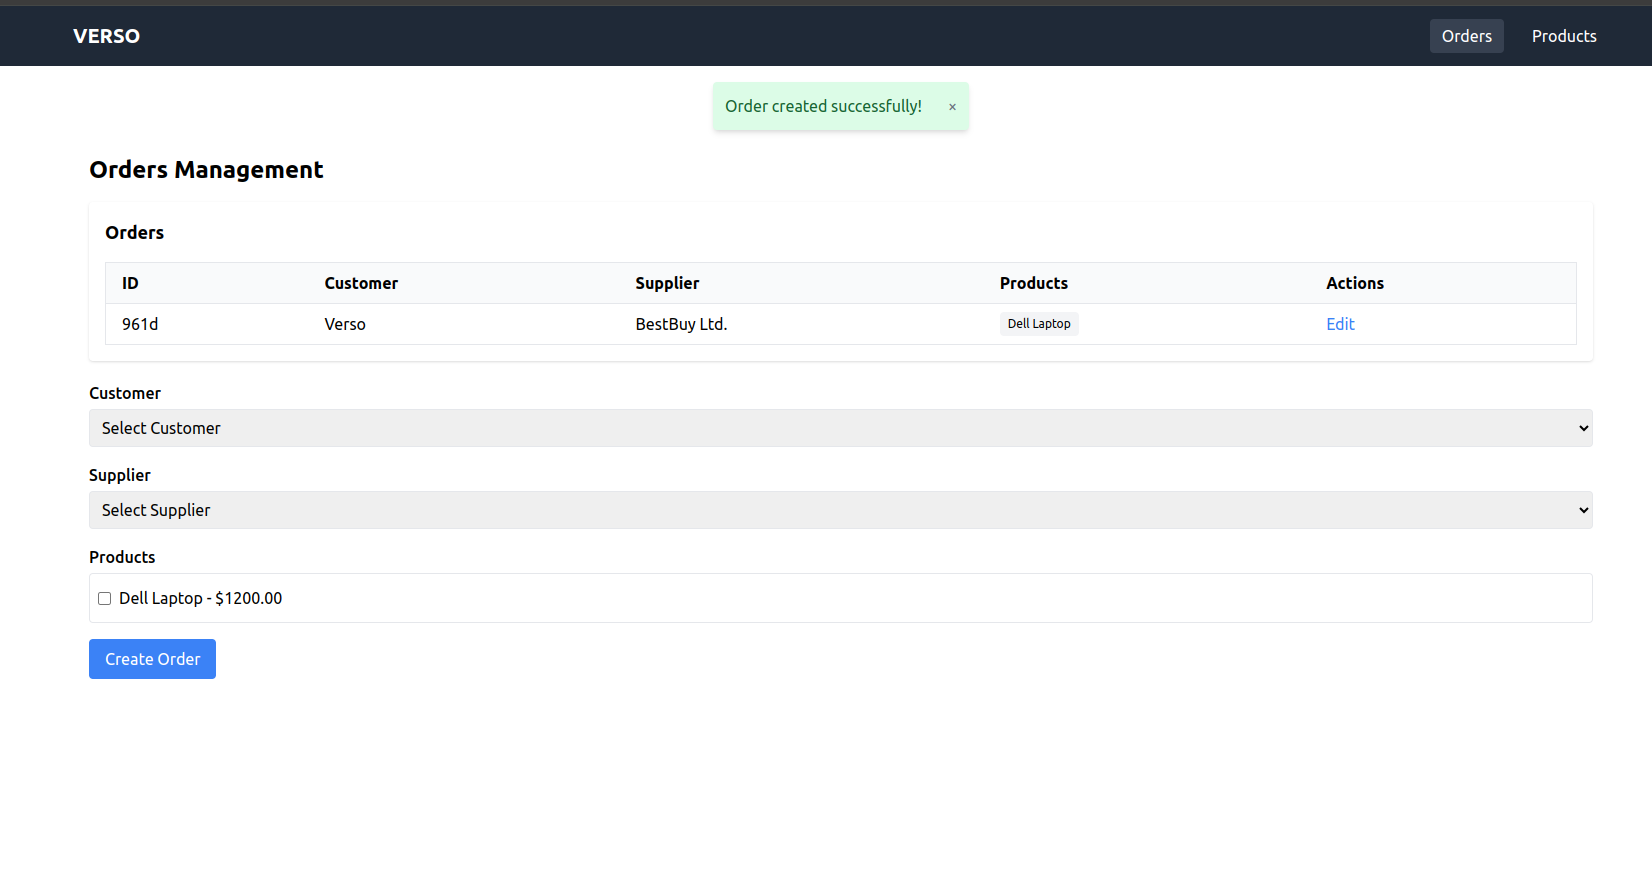 VERSO Orders Products
Order created successfully! ×
Orders Management
Orders
ID Customer Supplier Products Actions
961d Verso BestBuy Ltd. Dell Laptop Edit
Customer
Select Customer
Supplier
Select Supplier
Products
Dell Laptop - $1200.00
Create Order